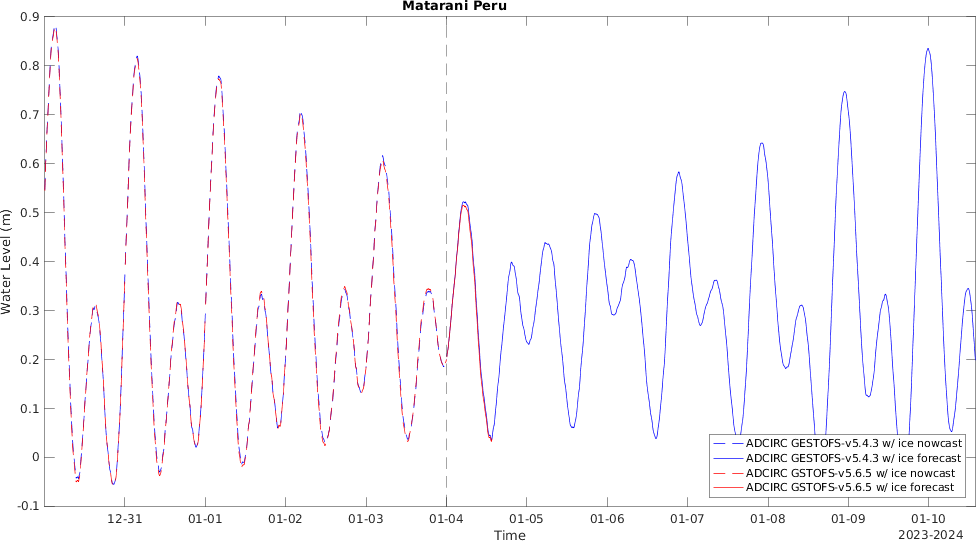 Matarani Peru
0.9
0.8
0.7
0.6
0.5
0.4
0.3
0.2
0.1
0
-0.1
Water Level (m)
12-31 01-01 01-02 01-03 01-04 01-05 01-06 01-07 01-08 01-09 01-10
Time
2023-2024
ADCIRC GESTOFS-v5.4.3 w/ ice nowcast
ADCIRC GESTOFS-v5.4.3 w/ ice forecast
ADCIRC GSTOFS-v5.6.5 w/ ice nowcast
ADCIRC GSTOFS-v5.6.5 w/ ice forecast